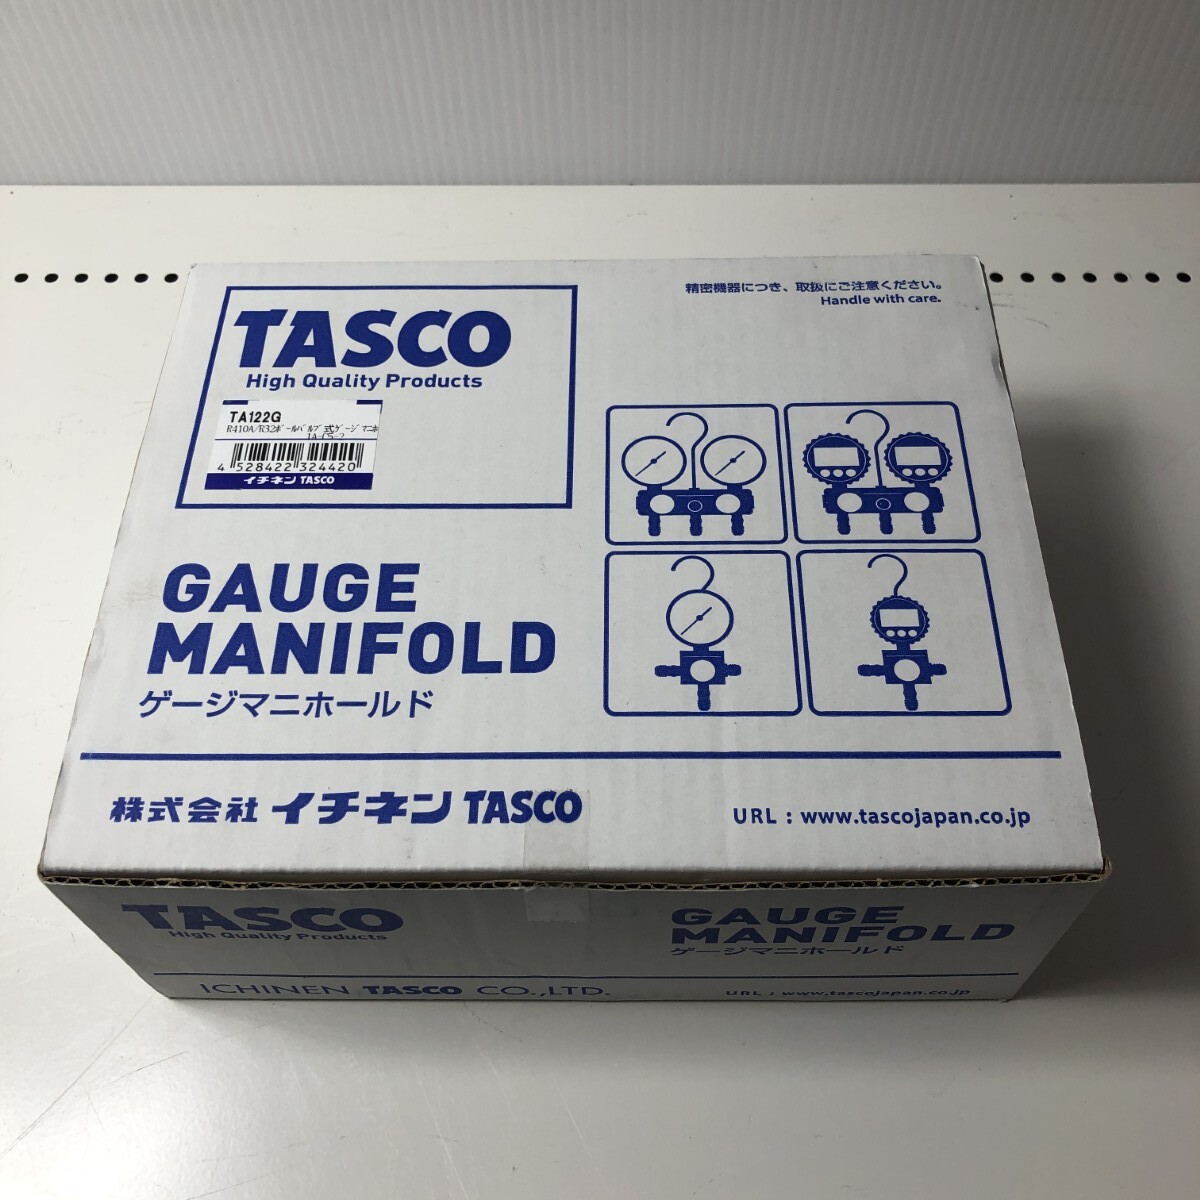 精密機器につき、取扱にご注意ください。
Handle with care.
TASCO
High Quality Products
TA122G
R410A/R32ボールバルブ式ゲージマニホ
4 528422 324420
イチネン TASCO
GAUGE
MANIFOLD
ゲージマニホールド
株式会社 イチネン TASCO
URL : www.tascojapan.co.jp
TASCO
High Quality Products
GAUGE
MANIFOLD
ゲージマニホールド
ICHINEN TASCO CO.,LTD.
URL : www.tascojapan.co.jp